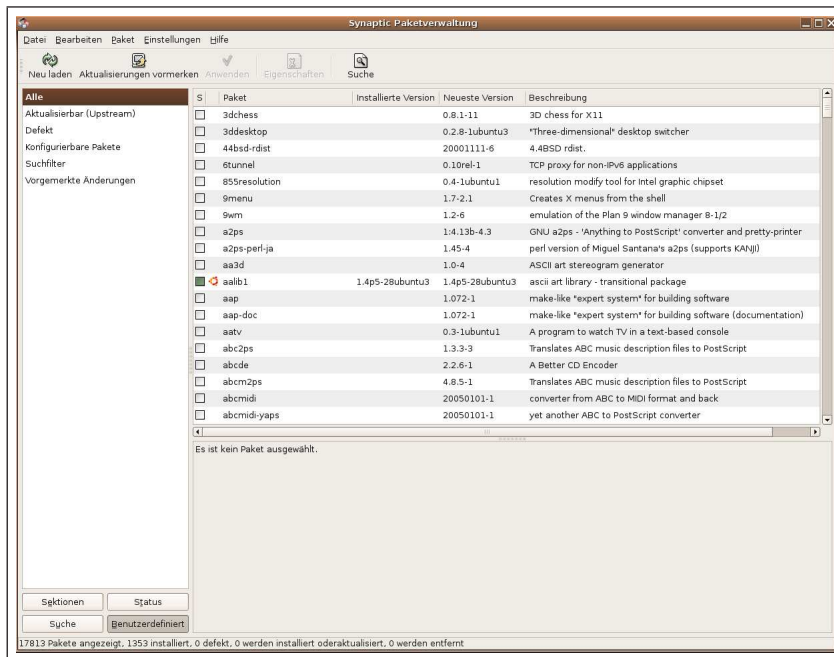 Synaptic Paketverwaltung
Datei Bearbeiten Paket Einstellungen Hilfe
Neu laden Aktualisierungen vormerken Anwenden Eigenschaften Suche
Alle
Aktualisierbar (Upstream)
Defekt
Konfigurierbare Pakete
Suchfilter
Vorgemerkte Änderungen
S Paket Installierte Version Neueste Version Beschreibung
3dchess 0.8.1-11 3D chess for X11
3ddesktop 0.2.8-1ubuntu3 "Three-dimensional" desktop switcher
44bsd-rdist 20001111-6 4.4BSD rdist.
6tunnel 0.10rel-1 TCP proxy for non-IPv6 applications
855resolution 0.4-1ubuntu1 resolution modify tool for Intel graphic chipset
9menu 1.7-2.1 Creates X menus from the shell
9wm 1.2-6 emulation of the Plan 9 window manager 8-1/2
a2ps 1:4.13b-4.3 GNU a2ps - 'Anything to PostScript' converter and pretty-printer
a2ps-perl-ja 1.45-4 perl version of Miguel Santana's a2ps (supports KANJI)
aa3d 1.0-4 ASCII art stereogram generator
aalib1 1.4p5-28ubuntu3 1.4p5-28ubuntu3 ascii art library - transitional package
aap 1.072-1 make-like "expert system" for building software
aap-doc 1.072-1 make-like "expert system" for building software (documentation)
aatv 0.3-1ubuntu1 A program to watch TV in a text-based console
abc2ps 1.3.3-3 Translates ABC music description files to PostScript
abcde 2.2.6-1 A Better CD Encoder
abcm2ps 4.8.5-1 Translates ABC music description files to PostScript
abcmidi 20050101-1 converter from ABC to MIDI format and back
abcmidi-yaps 20050101-1 yet another ABC to PostScript converter
Es ist kein Paket ausgewählt.
Sektionen Status
Suche Benutzerdefiniert
17813 Pakete angezeigt, 1353 installiert, 0 defekt, 0 werden installiert oderaktualisiert, 0 werden entfernt